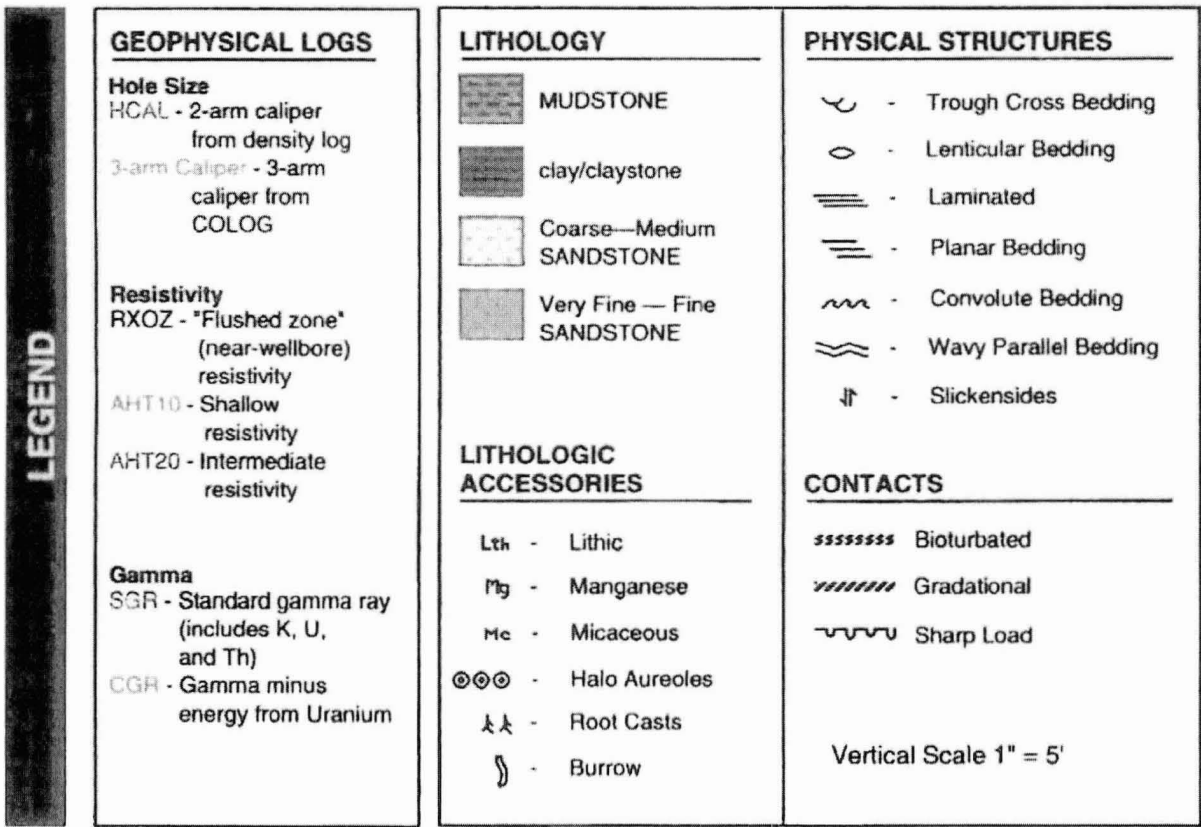 LEGEND
GEOPHYSICAL LOGS
Hole Size
HCAL - 2-arm caliper
from density log
3-arm Caliper - 3-arm
caliper from
COLOG
Resistivity
RXOZ - "Flushed zone"
(near-wellbore)
resistivity
AHT10 - Shallow
resistivity
AHT20 - Intermediate
resistivity
Gamma
SGR - Standard gamma ray
(includes K, U,
and Th)
CGR - Gamma minus
energy from Uranium
LITHOLOGY
MUDSTONE
clay/claystone
Coarse—Medium
SANDSTONE
Very Fine — Fine
SANDSTONE
LITHOLOGIC
ACCESSORIES
Lth - Lithic
Mg - Manganese
Mc - Micaceous
- Halo Aureoles
- Root Casts
- Burrow
PHYSICAL STRUCTURES
- Trough Cross Bedding
- Lenticular Bedding
- Laminated
- Planar Bedding
- Convolute Bedding
- Wavy Parallel Bedding
- Slickensides
CONTACTS
Bioturbated
Gradational
Sharp Load
Vertical Scale 1" = 5'